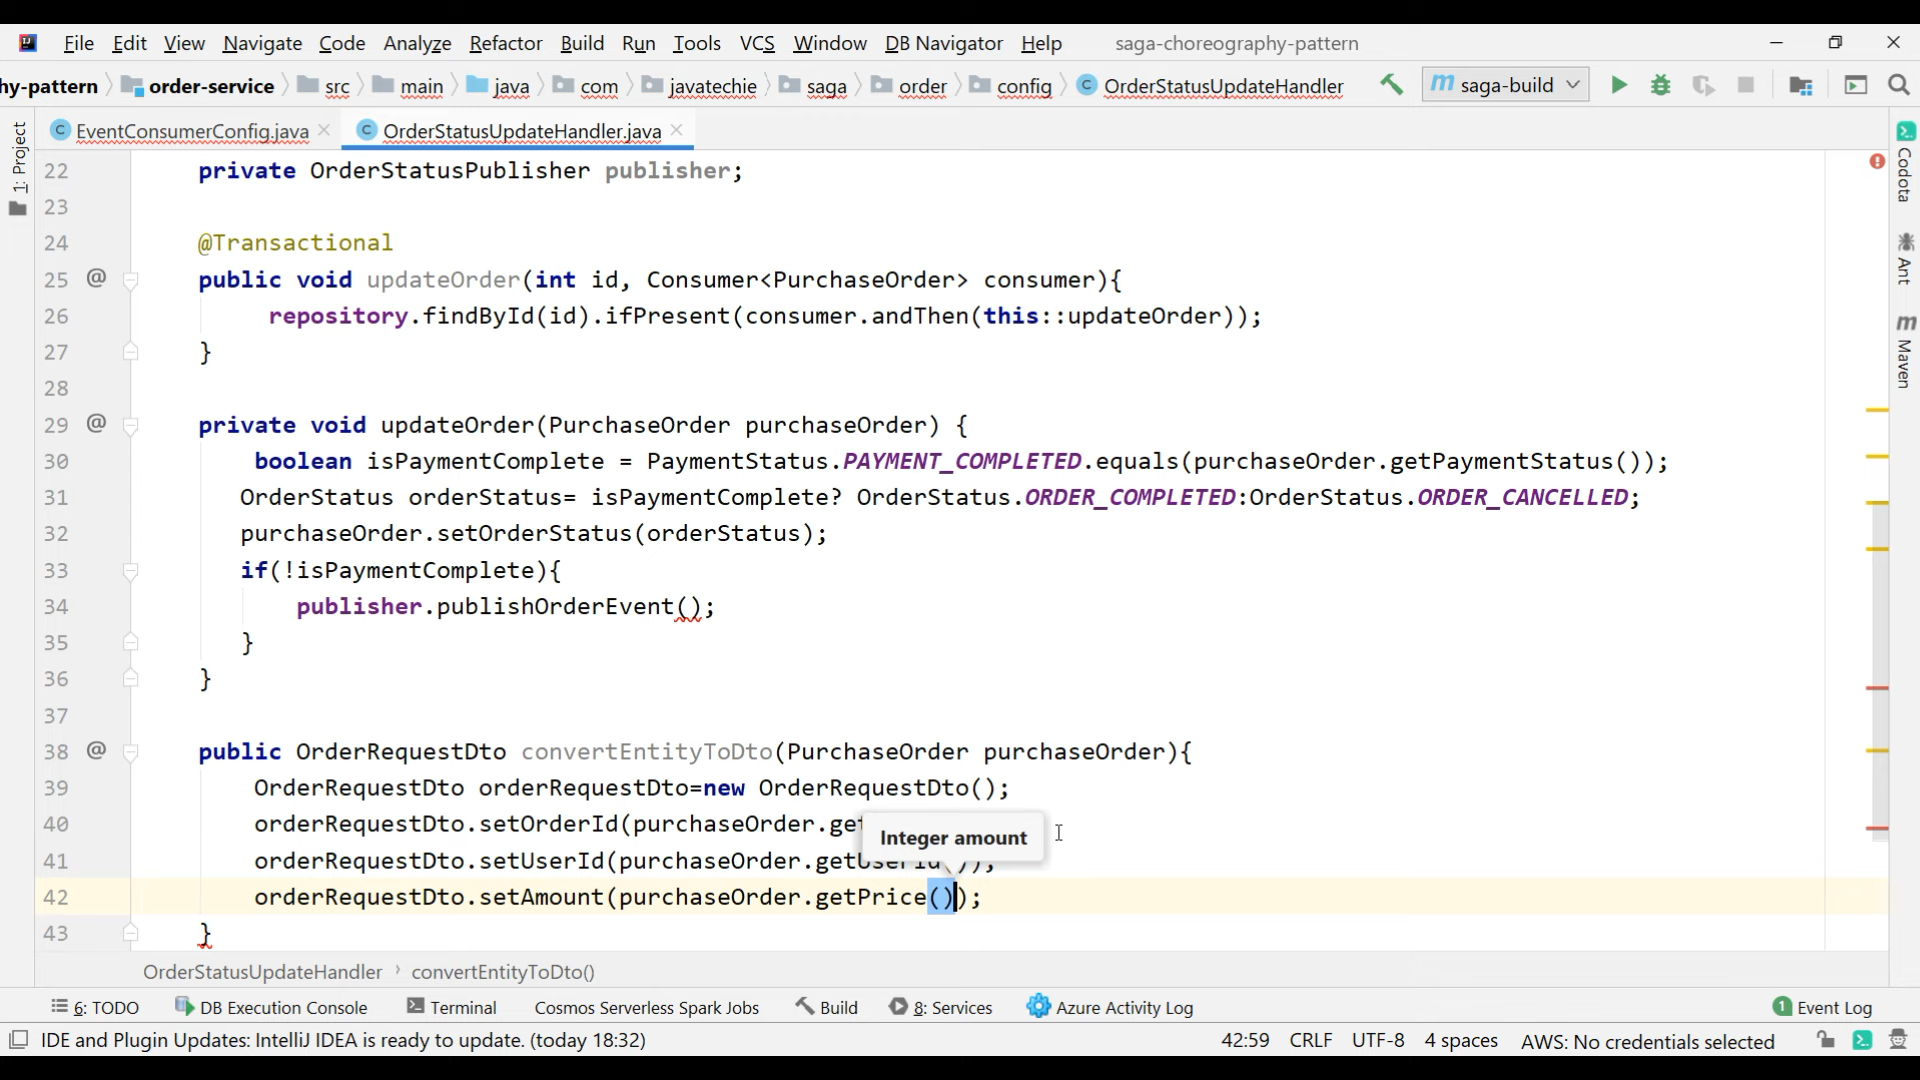 File Edit View Navigate Code Analyze Refactor Build Run Tools VCS Window DB Navigator Help saga-choreography-pattern
hy-pattern order-service src main java com javatechie saga order config OrderStatusUpdateHandler saga-build
EventConsumerConfig.java OrderStatusUpdateHandler.java
1: Project
22 private OrderStatusPublisher publisher;
23
24 @Transactional
25 @ public void updateOrder(int id, Consumer<PurchaseOrder> consumer){
26 repository.findById(id).ifPresent(consumer.andThen(this::updateOrder));
27 }
28
29 @ private void updateOrder(PurchaseOrder purchaseOrder) {
30 boolean isPaymentComplete = PaymentStatus.PAYMENT_COMPLETED.equals(purchaseOrder.getPaymentStatus());
31 OrderStatus orderStatus= isPaymentComplete? OrderStatus.ORDER_COMPLETED:OrderStatus.ORDER_CANCELLED;
32 purchaseOrder.setOrderStatus(orderStatus);
33 if(!isPaymentComplete){
34 publisher.publishOrderEvent();
35 }
36 }
37
38 @ public OrderRequestDto convertEntityToDto(PurchaseOrder purchaseOrder){
39 OrderRequestDto orderRequestDto=new OrderRequestDto();
40 orderRequestDto.setOrderId(purchaseOrder.get
Integer amount
41 orderRequestDto.setUserId(purchaseOrder.getUserId());
42 orderRequestDto.setAmount(purchaseOrder.getPrice());
43 }
Codota
Ant
m Maven
OrderStatusUpdateHandler › convertEntityToDto()
6: TODO DB Execution Console Terminal Cosmos Serverless Spark Jobs Build 8: Services Azure Activity Log 1 Event Log
IDE and Plugin Updates: IntelliJ IDEA is ready to update. (today 18:32) 42:59 CRLF UTF-8 4 spaces AWS: No credentials selected